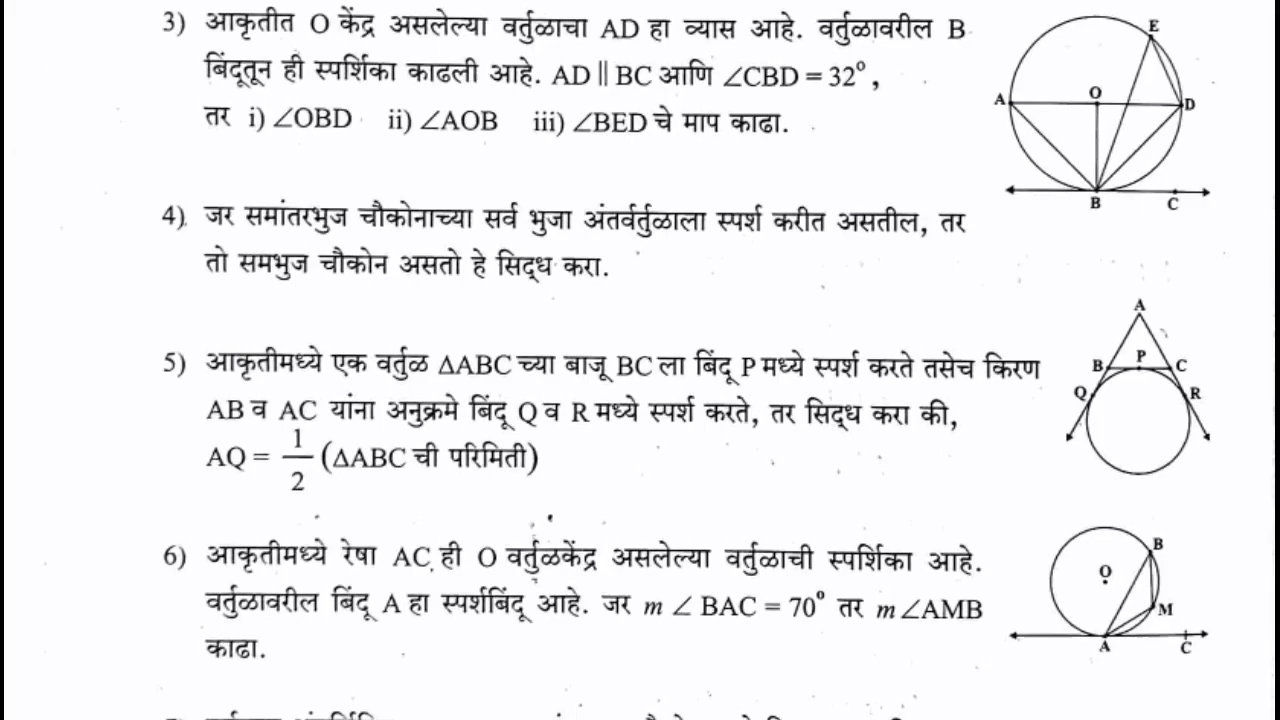 3) आकृतीत O केंद्र असलेल्या वर्तुळाचा AD हा व्यास आहे. वर्तुळावरील B
बिंदूतून ही स्पर्शिका काढली आहे. AD || BC आणि ∠CBD = 32°,
तर i) ∠OBD ii) ∠AOB iii) ∠BED चे माप काढा.
E
A O D
B C
4) जर समांतरभुज चौकोनाच्या सर्व भुजा अंतर्वर्तुळाला स्पर्श करीत असतील, तर
तो समभुज चौकोन असतो हे सिद्ध करा.
5) आकृतीमध्ये एक वर्तुळ ΔABC च्या बाजू BC ला बिंदू P मध्ये स्पर्श करते तसेच किरण
AB व AC यांना अनुक्रमे बिंदू Q व R मध्ये स्पर्श करते, तर सिद्ध करा की,
AQ = 1/2 (ΔABC ची परिमिती)
A
B P C
Q R
6) आकृतीमध्ये रेषा AC ही O वर्तुळकेंद्र असलेल्या वर्तुळाची स्पर्शिका आहे.
वर्तुळावरील बिंदू A हा स्पर्शबिंदू आहे. जर m ∠ BAC = 70° तर m ∠AMB
काढा.
B
O
M
A C